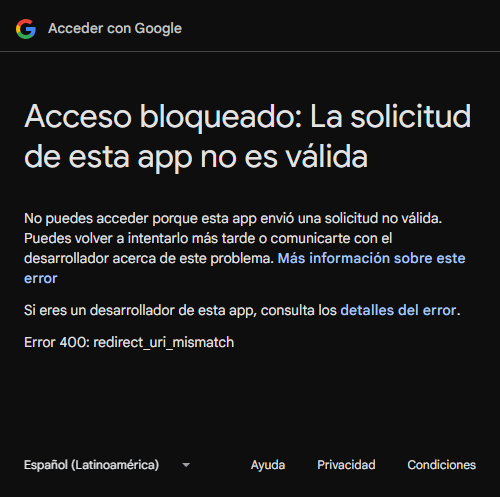 Acceder con Google
Acceso bloqueado: La solicitud
de esta app no es válida
No puedes acceder porque esta app envió una solicitud no válida.
Puedes volver a intentarlo más tarde o comunicarte con el
desarrollador acerca de este problema. Más información sobre este
error
Si eres un desarrollador de esta app, consulta los detalles del error.
Error 400: redirect_uri_mismatch
Español (Latinoamérica) Ayuda Privacidad Condiciones